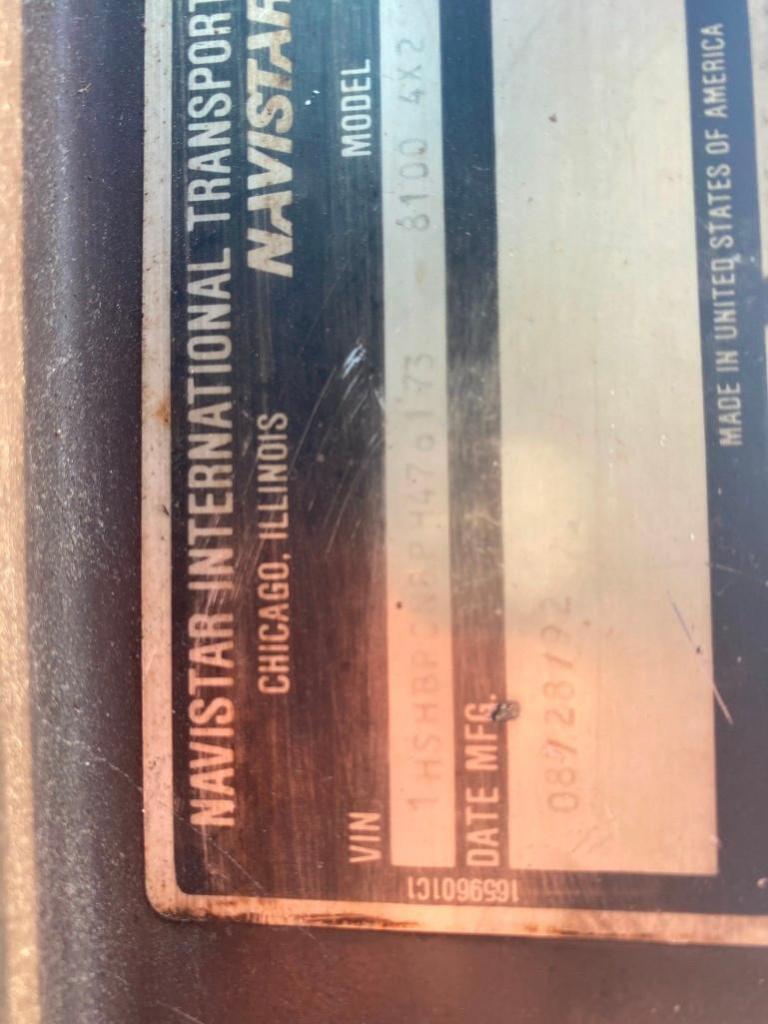 NAVISTAR INTERNATIONAL TRANSPORT
CHICAGO, ILLINOIS NAVISTAR
VIN MODEL
8100 4X2
DATE MFG.
08/28/92
MADE IN UNITED STATES OF AMERICA
1659601C1